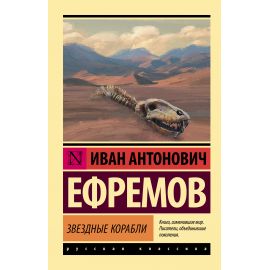 N
ИВАН АНТОНОВИЧ
ЕФРЕМОВ
ЗВЕЗДНЫЕ КОРАБЛИ
Книги, изменившие мир.
Писатели, объединившие
поколения.
русская классика